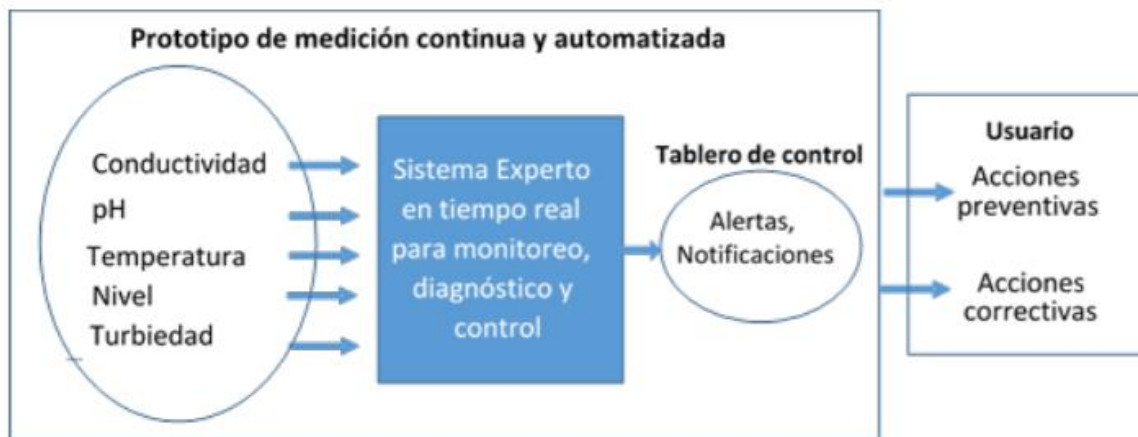 Prototipo de medición continua y automatizada
Conductividad
pH
Temperatura
Nivel
Turbiedad
Sistema Experto
en tiempo real
para monitoreo,
diagnóstico y
control
Tablero de control
Alertas,
Notificaciones
Usuario
Acciones
preventivas
Acciones
correctivas